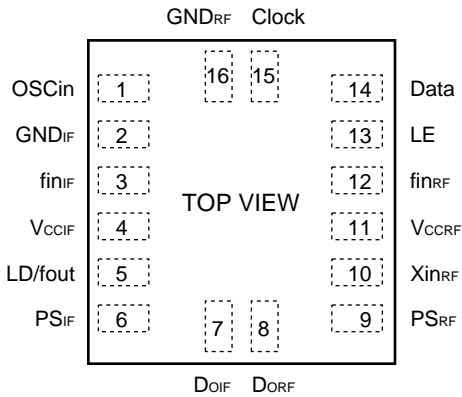 GNDRF Clock
16 15
OSCin 1 14 Data
GNDIF 2 13 LE
finIF 3 12 finRF
TOP VIEW
VCCIF 4 11 VCCRF
LD/fout 5 10 XinRF
PSIF 6 9 PSRF
7 8
DOIF DORF